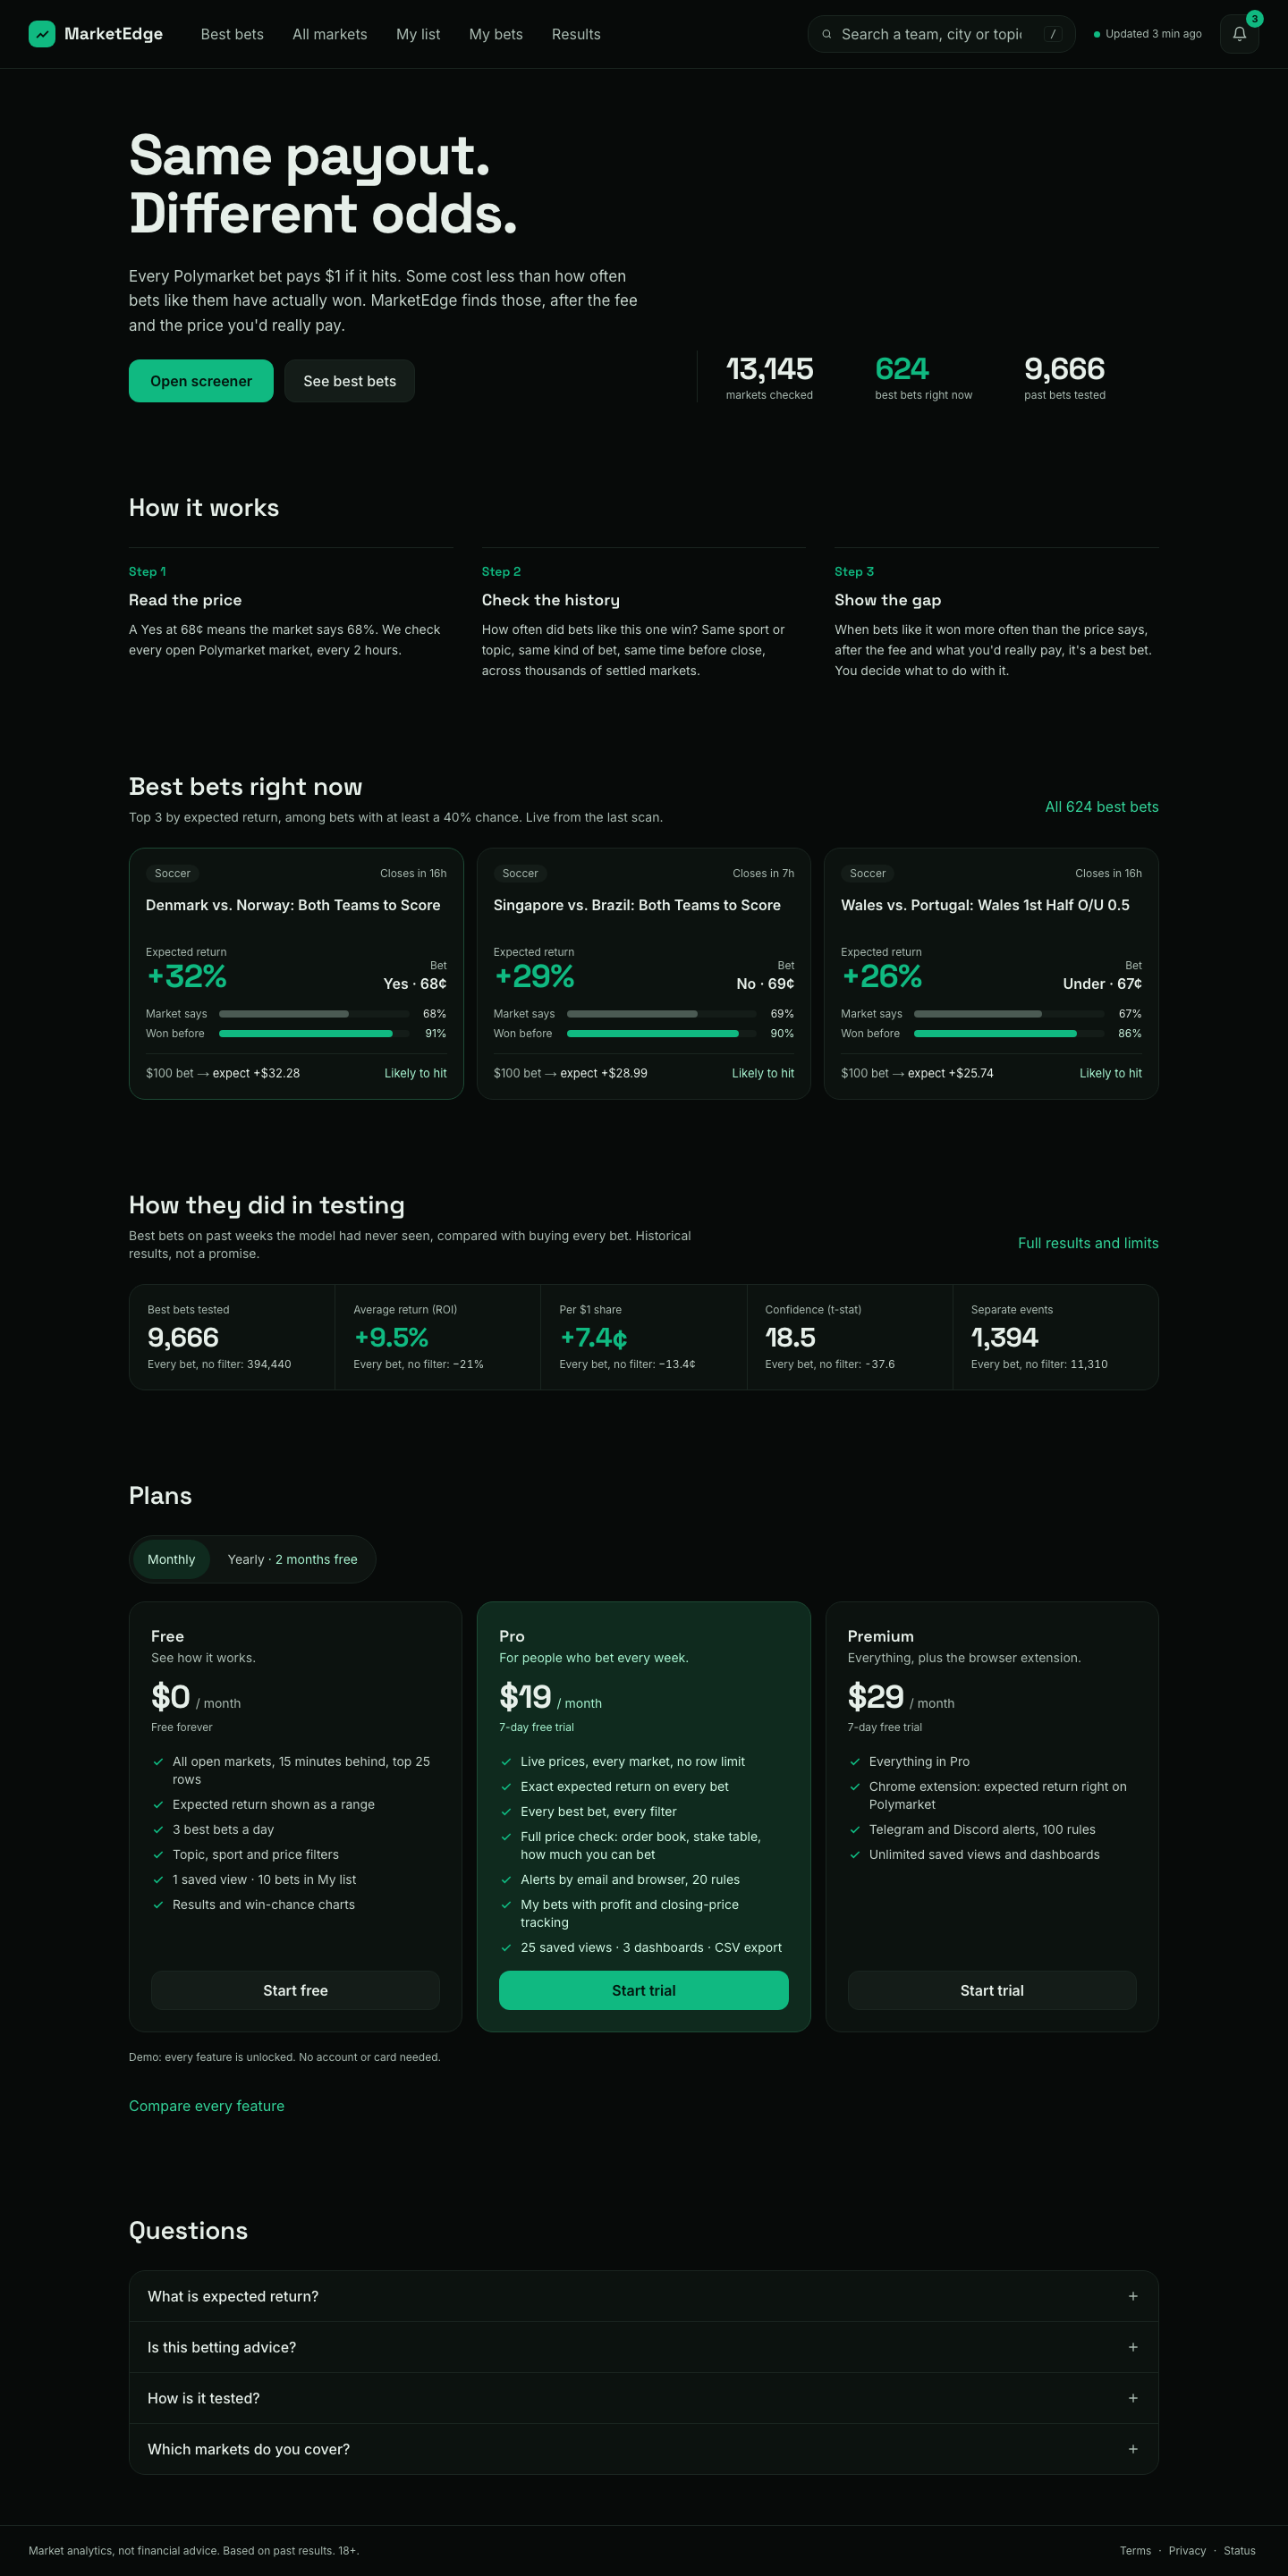 MarketEdge
Best bets
All markets
My list
My bets
Results
Search a team, city or topic
/
Updated 3 min ago
3
Same payout.
Different odds.
Every Polymarket bet pays $1 if it hits. Some cost less than how often
bets like them have actually won. MarketEdge finds those, after the fee
and the price you'd really pay.
Open screener
See best bets
13,145
markets checked
624
best bets right now
9,666
past bets tested
How it works
Step 1
Read the price
A Yes at 68¢ means the market says 68%. We check
every open Polymarket market, every 2 hours.
Step 2
Check the history
How often did bets like this one win? Same sport or
topic, same kind of bet, same time before close,
across thousands of settled markets.
Step 3
Show the gap
When bets like it won more often than the price says,
after the fee and what you'd really pay, it's a best bet.
You decide what to do with it.
Best bets right now
Top 3 by expected return, among bets with at least a 40% chance. Live from the last scan.
All 624 best bets
Soccer
Closes in 16h
Denmark vs. Norway: Both Teams to Score
Expected return
+32%
Bet
Yes · 68¢
Market says
68%
Won before
91%
$100 bet → expect +$32.28
Likely to hit
Soccer
Closes in 7h
Singapore vs. Brazil: Both Teams to Score
Expected return
+29%
Bet
No · 69¢
Market says
69%
Won before
90%
$100 bet → expect +$28.99
Likely to hit
Soccer
Closes in 16h
Wales vs. Portugal: Wales 1st Half O/U 0.5
Expected return
+26%
Bet
Under · 67¢
Market says
67%
Won before
86%
$100 bet → expect +$25.74
Likely to hit
How they did in testing
Best bets on past weeks the model had never seen, compared with buying every bet. Historical
results, not a promise.
Full results and limits
Best bets tested
9,666
Every bet, no filter: 394,440
Average return (ROI)
+9.5%
Every bet, no filter: −21%
Per $1 share
+7.4¢
Every bet, no filter: −13.4¢
Confidence (t-stat)
18.5
Every bet, no filter: -37.6
Separate events
1,394
Every bet, no filter: 11,310
Plans
Monthly
Yearly · 2 months free
Free
See how it works.
$0 / month
Free forever
All open markets, 15 minutes behind, top 25
rows
Expected return shown as a range
3 best bets a day
Topic, sport and price filters
1 saved view · 10 bets in My list
Results and win-chance charts
Start free
Pro
For people who bet every week.
$19 / month
7-day free trial
Live prices, every market, no row limit
Exact expected return on every bet
Every best bet, every filter
Full price check: order book, stake table,
how much you can bet
Alerts by email and browser, 20 rules
My bets with profit and closing-price
tracking
25 saved views · 3 dashboards · CSV export
Start trial
Premium
Everything, plus the browser extension.
$29 / month
7-day free trial
Everything in Pro
Chrome extension: expected return right on
Polymarket
Telegram and Discord alerts, 100 rules
Unlimited saved views and dashboards
Start trial
Demo: every feature is unlocked. No account or card needed.
Compare every feature
Questions
What is expected return?
+
Is this betting advice?
+
How is it tested?
+
Which markets do you cover?
+
Market analytics, not financial advice. Based on past results. 18+.
Terms · Privacy · Status